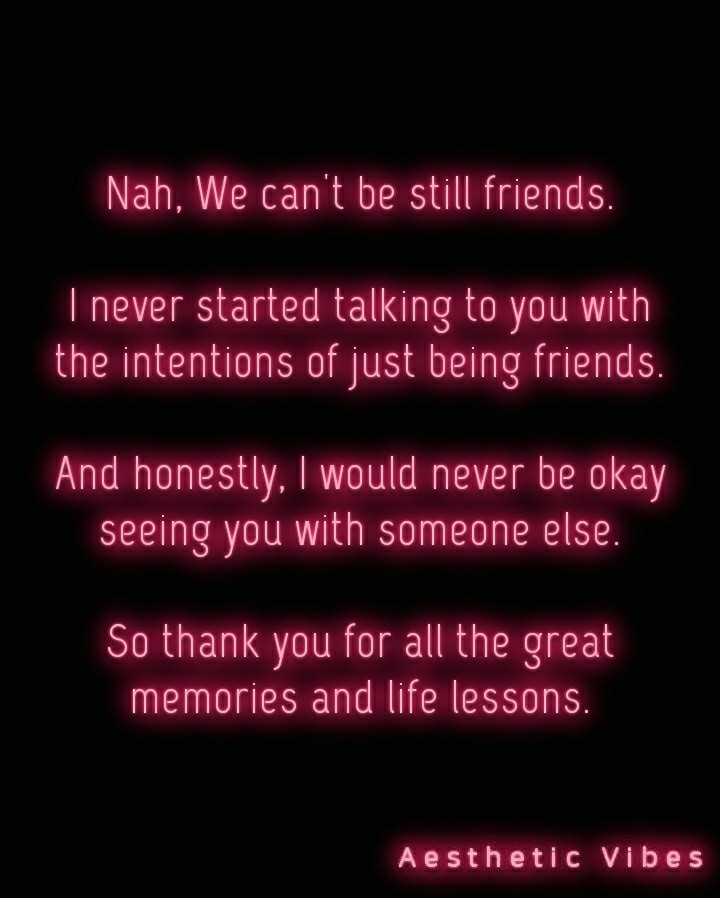 Nah, We can't be still friends.
I never started talking to you with
the intentions of just being friends.
And honestly, I would never be okay
seeing you with someone else.
So thank you for all the great
memories and life lessons.
Aesthetic Vibes